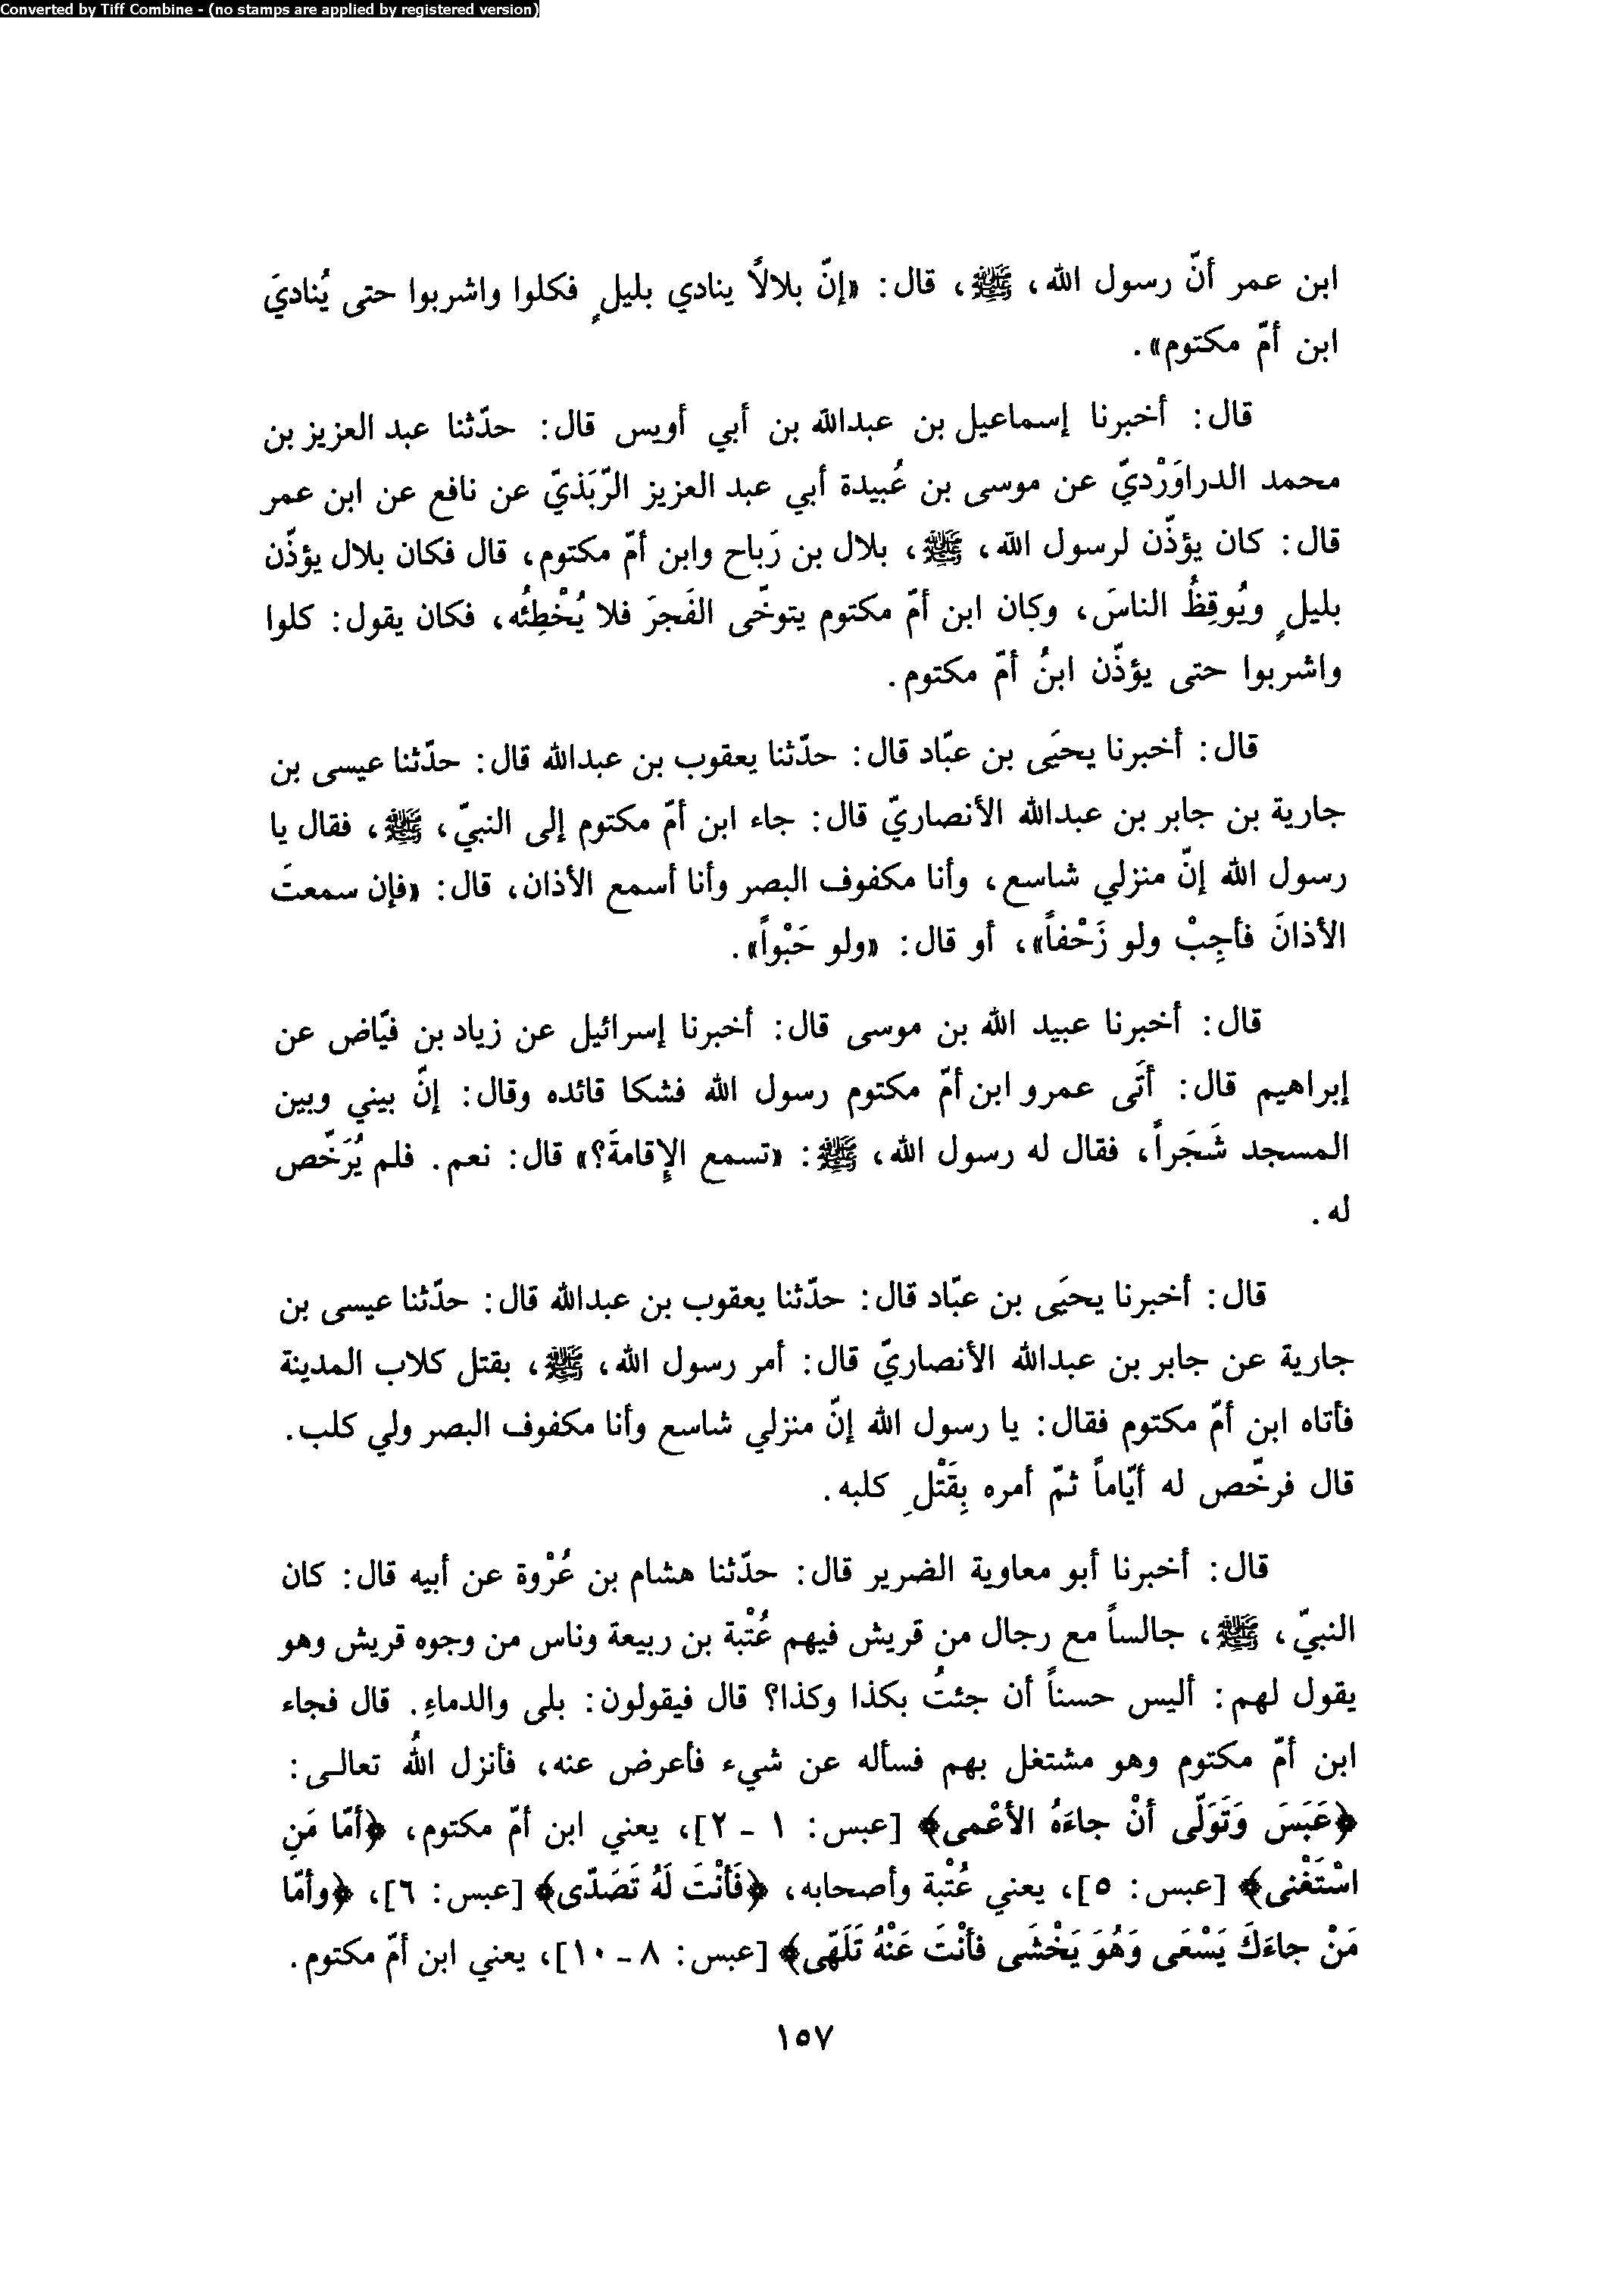 Converted by Tiff Combine - (no stamps are applied by registered version)
ابن عمر أنّ رسول الله، ﷺ، قال: «إنّ بلالاً ينادي بليلٍ فكلوا واشربوا حتى يُناديَ
ابن أمّ مكتوم».
قال: أخبرنا إسماعيل بن عبدالله بن أبي أويس قال: حدّثنا عبد العزيز بن
محمد الدراوَرْديّ عن موسى بن عُبيدة أبي عبد العزيز الرّبَذيّ عن نافع عن ابن عمر
قال: كان يؤذّن لرسول الله، ﷺ، بلال بن رَباح وابن أمّ مكتوم، قال فكان بلال يؤذّن
بليلٍ ويُوقِظُ الناسَ، وكان ابن أمّ مكتوم يتوخّى الفَجرَ فلا يُخْطِئُه، فكان يقول: كلوا
واشربوا حتى يؤذّن ابنُ أمّ مكتوم.
قال: أخبرنا يحيَى بن عبّاد قال: حدّثنا يعقوب بن عبدالله قال: حدّثنا عيسى بن
جارية بن جابر بن عبدالله الأنصاريّ قال: جاء ابن أمّ مكتوم إلى النبيّ، ﷺ، فقال يا
رسول الله إنّ منزلي شاسع، وأنا مكفوف البصر وأنا أسمع الأذان، قال: «فإن سمعتَ
الأذانَ فأجِبْ ولو زَحْفاً»، أو قال: «ولو حَبْواً».
قال: أخبرنا عبيد الله بن موسى قال: أخبرنا إسرائيل عن زياد بن فيّاض عن
إبراهيم قال: أتَى عمرو ابن أمّ مكتوم رسول الله فشكا قائده وقال: إنّ بيني وبين
المسجد شَجَراً، فقال له رسول الله، ﷺ: «تسمع الإقامةَ؟» قال: نعم. فلم يُرَخّص
له.
قال: أخبرنا يحيَى بن عبّاد قال: حدّثنا يعقوب بن عبدالله قال: حدّثنا عيسى بن
جارية عن جابر بن عبدالله الأنصاريّ قال: أمر رسول الله، ﷺ، بقتل كلاب المدينة
فأتاه ابن أمّ مكتوم فقال: يا رسول الله إنّ منزلي شاسع وأنا مكفوف البصر ولي كلب.
قال فرخّص له أيّاماً ثمّ أمره بِقَتْلِ كلبه.
قال: أخبرنا أبو معاوية الضرير قال: حدّثنا هشام بن عُرْوة عن أبيه قال: كان
النبيّ، ﷺ، جالساً مع رجال من قريش فيهم عُتْبة بن ربيعة وناس من وجوه قريش وهو
يقول لهم: أليس حسناً أن جئتُ بكذا وكذا؟ قال فيقولون: بلى والدماءِ. قال فجاء
ابن أمّ مكتوم وهو مشتغل بهم فسأله عن شيء فأعرض عنه، فأنزل اللهُ تعالى:
﴿عَبَسَ وَتَوَلّى أنْ جاءَهُ الأعْمى﴾ [عبس: ١ ـ ٢]، يعني ابن أمّ مكتوم، ﴿أمّا مَنِ
اسْتَغْنى﴾ [عبس: ٥]، يعني عُتْبة وأصحابه، ﴿فَأنْتَ لَهُ تَصَدّى﴾ [عبس: ٦]، ﴿وأمّا
مَنْ جاءَكَ يَسْعَى وَهُوَ يَخْشَى فأنْتَ عَنْهُ تَلَهّى﴾ [عبس: ٨ ـ ١٠]، يعني ابن أمّ مكتوم.
١٥٧